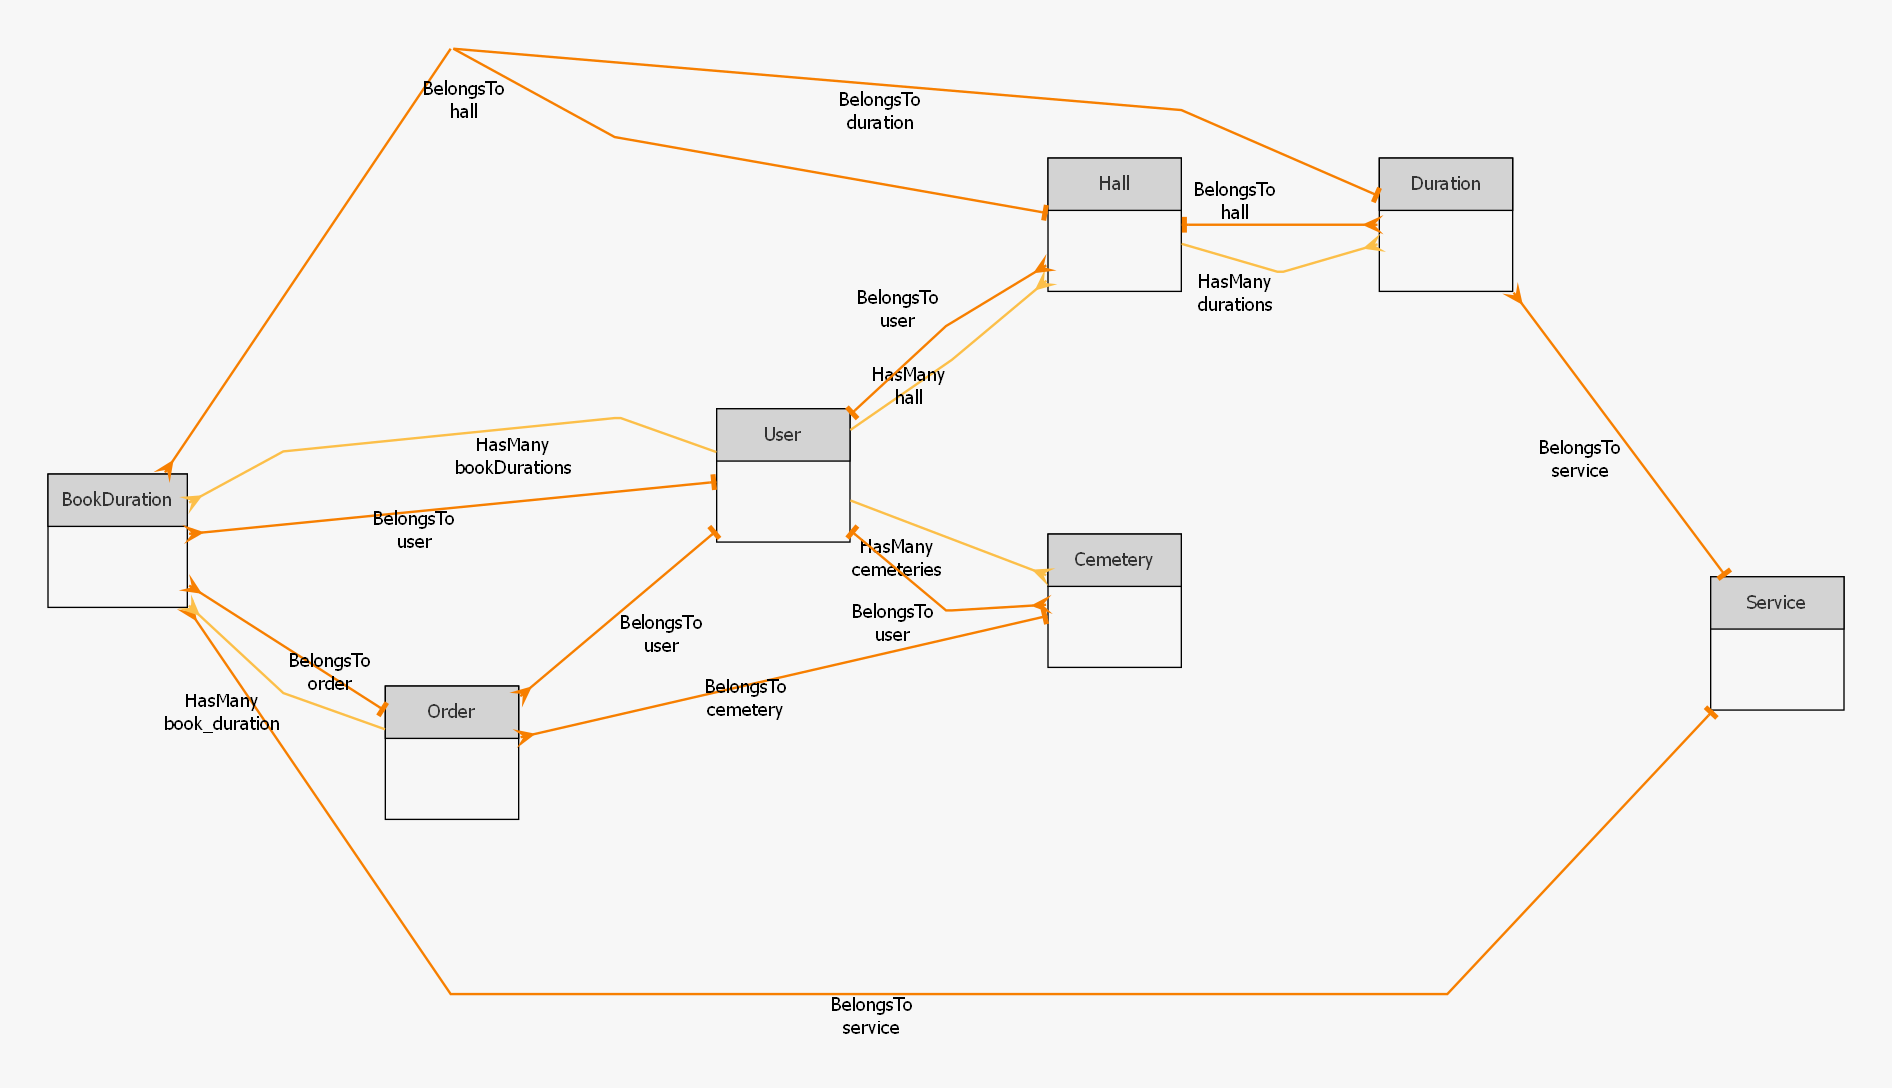 BelongsTo
hall
BelongsTo
duration
Hall
Duration
BelongsTo
hall
HasMany
durations
BelongsTo
user
HasMany
hall
User
HasMany
bookDurations
BelongsTo
service
BookDuration
BelongsTo
user
HasMany
cemeteries
Cemetery
Service
BelongsTo
user
BelongsTo
user
BelongsTo
order
BelongsTo
cemetery
HasMany
book_duration
Order
BelongsTo
service